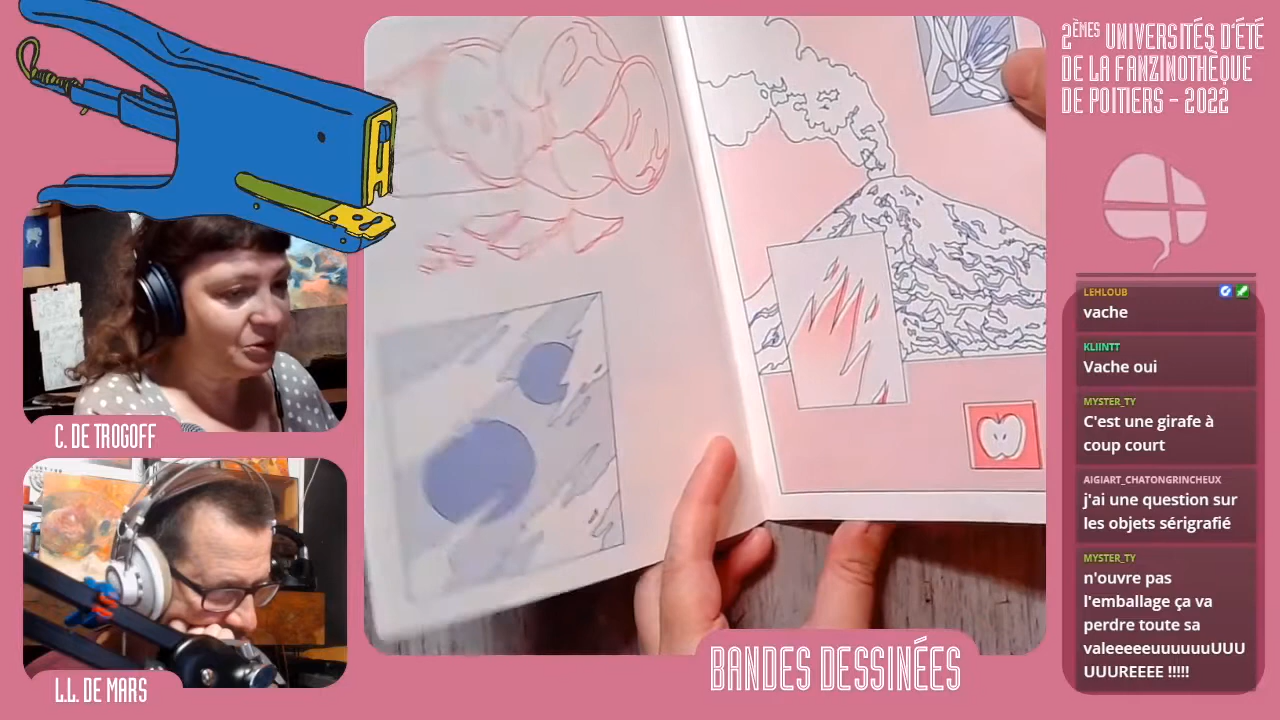 2ÈMES UNIVERSITÉS D'ÉTÉ
DE LA FANZINOTHÈQUE
DE POITIERS - 2022
C. DE TROGOFF
L.L. DE MARS
BANDES DESSINÉES
LEHLOUB
vache
KLIINTT
Vache oui
MYSTER_TY
C'est une girafe à
coup court
AIGIART_CHATONGRINCHEUX
j'ai une question sur
les objets sérigrafié
MYSTER_TY
n'ouvre pas
l'emballage ça va
perdre toute sa
valeeeeuuuuuuUUU
UUUREEEE !!!!!